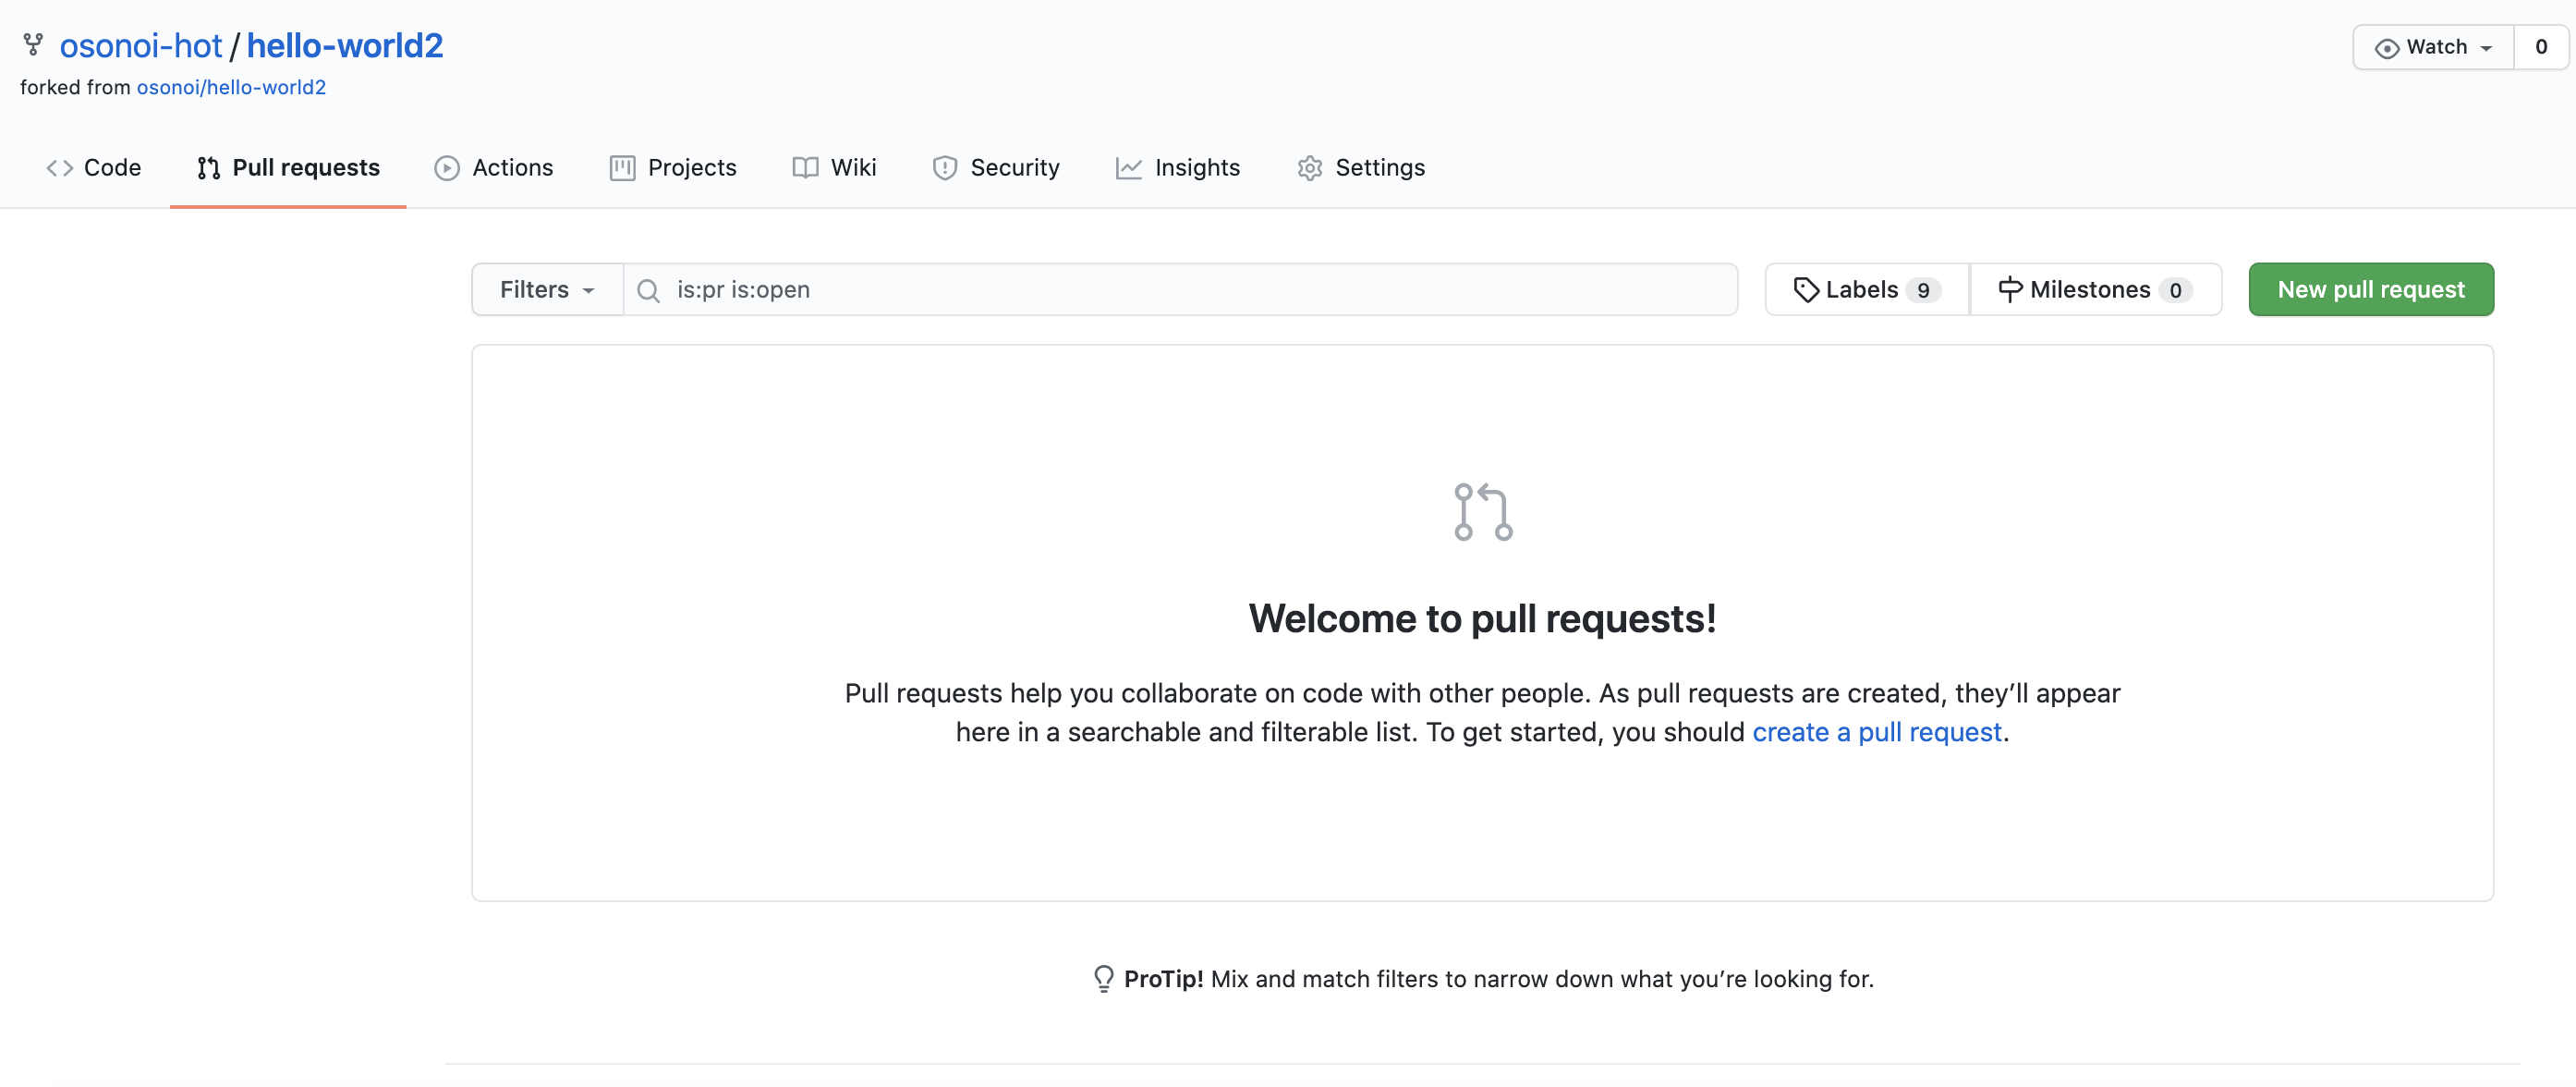 osonoi-hot / hello-world2
Watch 0
forked from osonoi/hello-world2
Code Pull requests Actions Projects Wiki Security Insights Settings
Filters is:pr is:open Labels 9 Milestones 0 New pull request
Welcome to pull requests!
Pull requests help you collaborate on code with other people. As pull requests are created, they’ll appear
here in a searchable and filterable list. To get started, you should create a pull request.
ProTip! Mix and match filters to narrow down what you’re looking for.